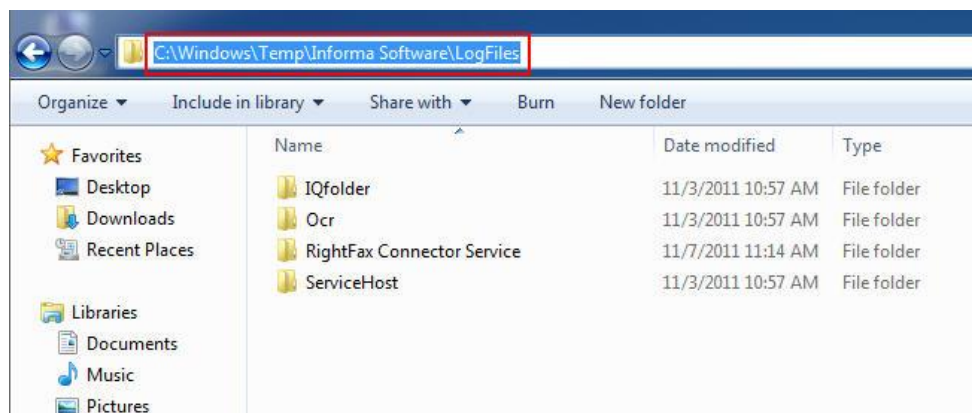 C:\Windows\Temp\Informa Software\LogFiles
Organize Include in library Share with Burn New folder
Favorites
Desktop
Downloads
Recent Places
Libraries
Documents
Music
Pictures
Name Date modified Type
IQfolder 11/3/2011 10:57 AM File folder
Ocr 11/3/2011 10:57 AM File folder
RightFax Connector Service 11/7/2011 11:14 AM File folder
ServiceHost 11/3/2011 10:57 AM File folder